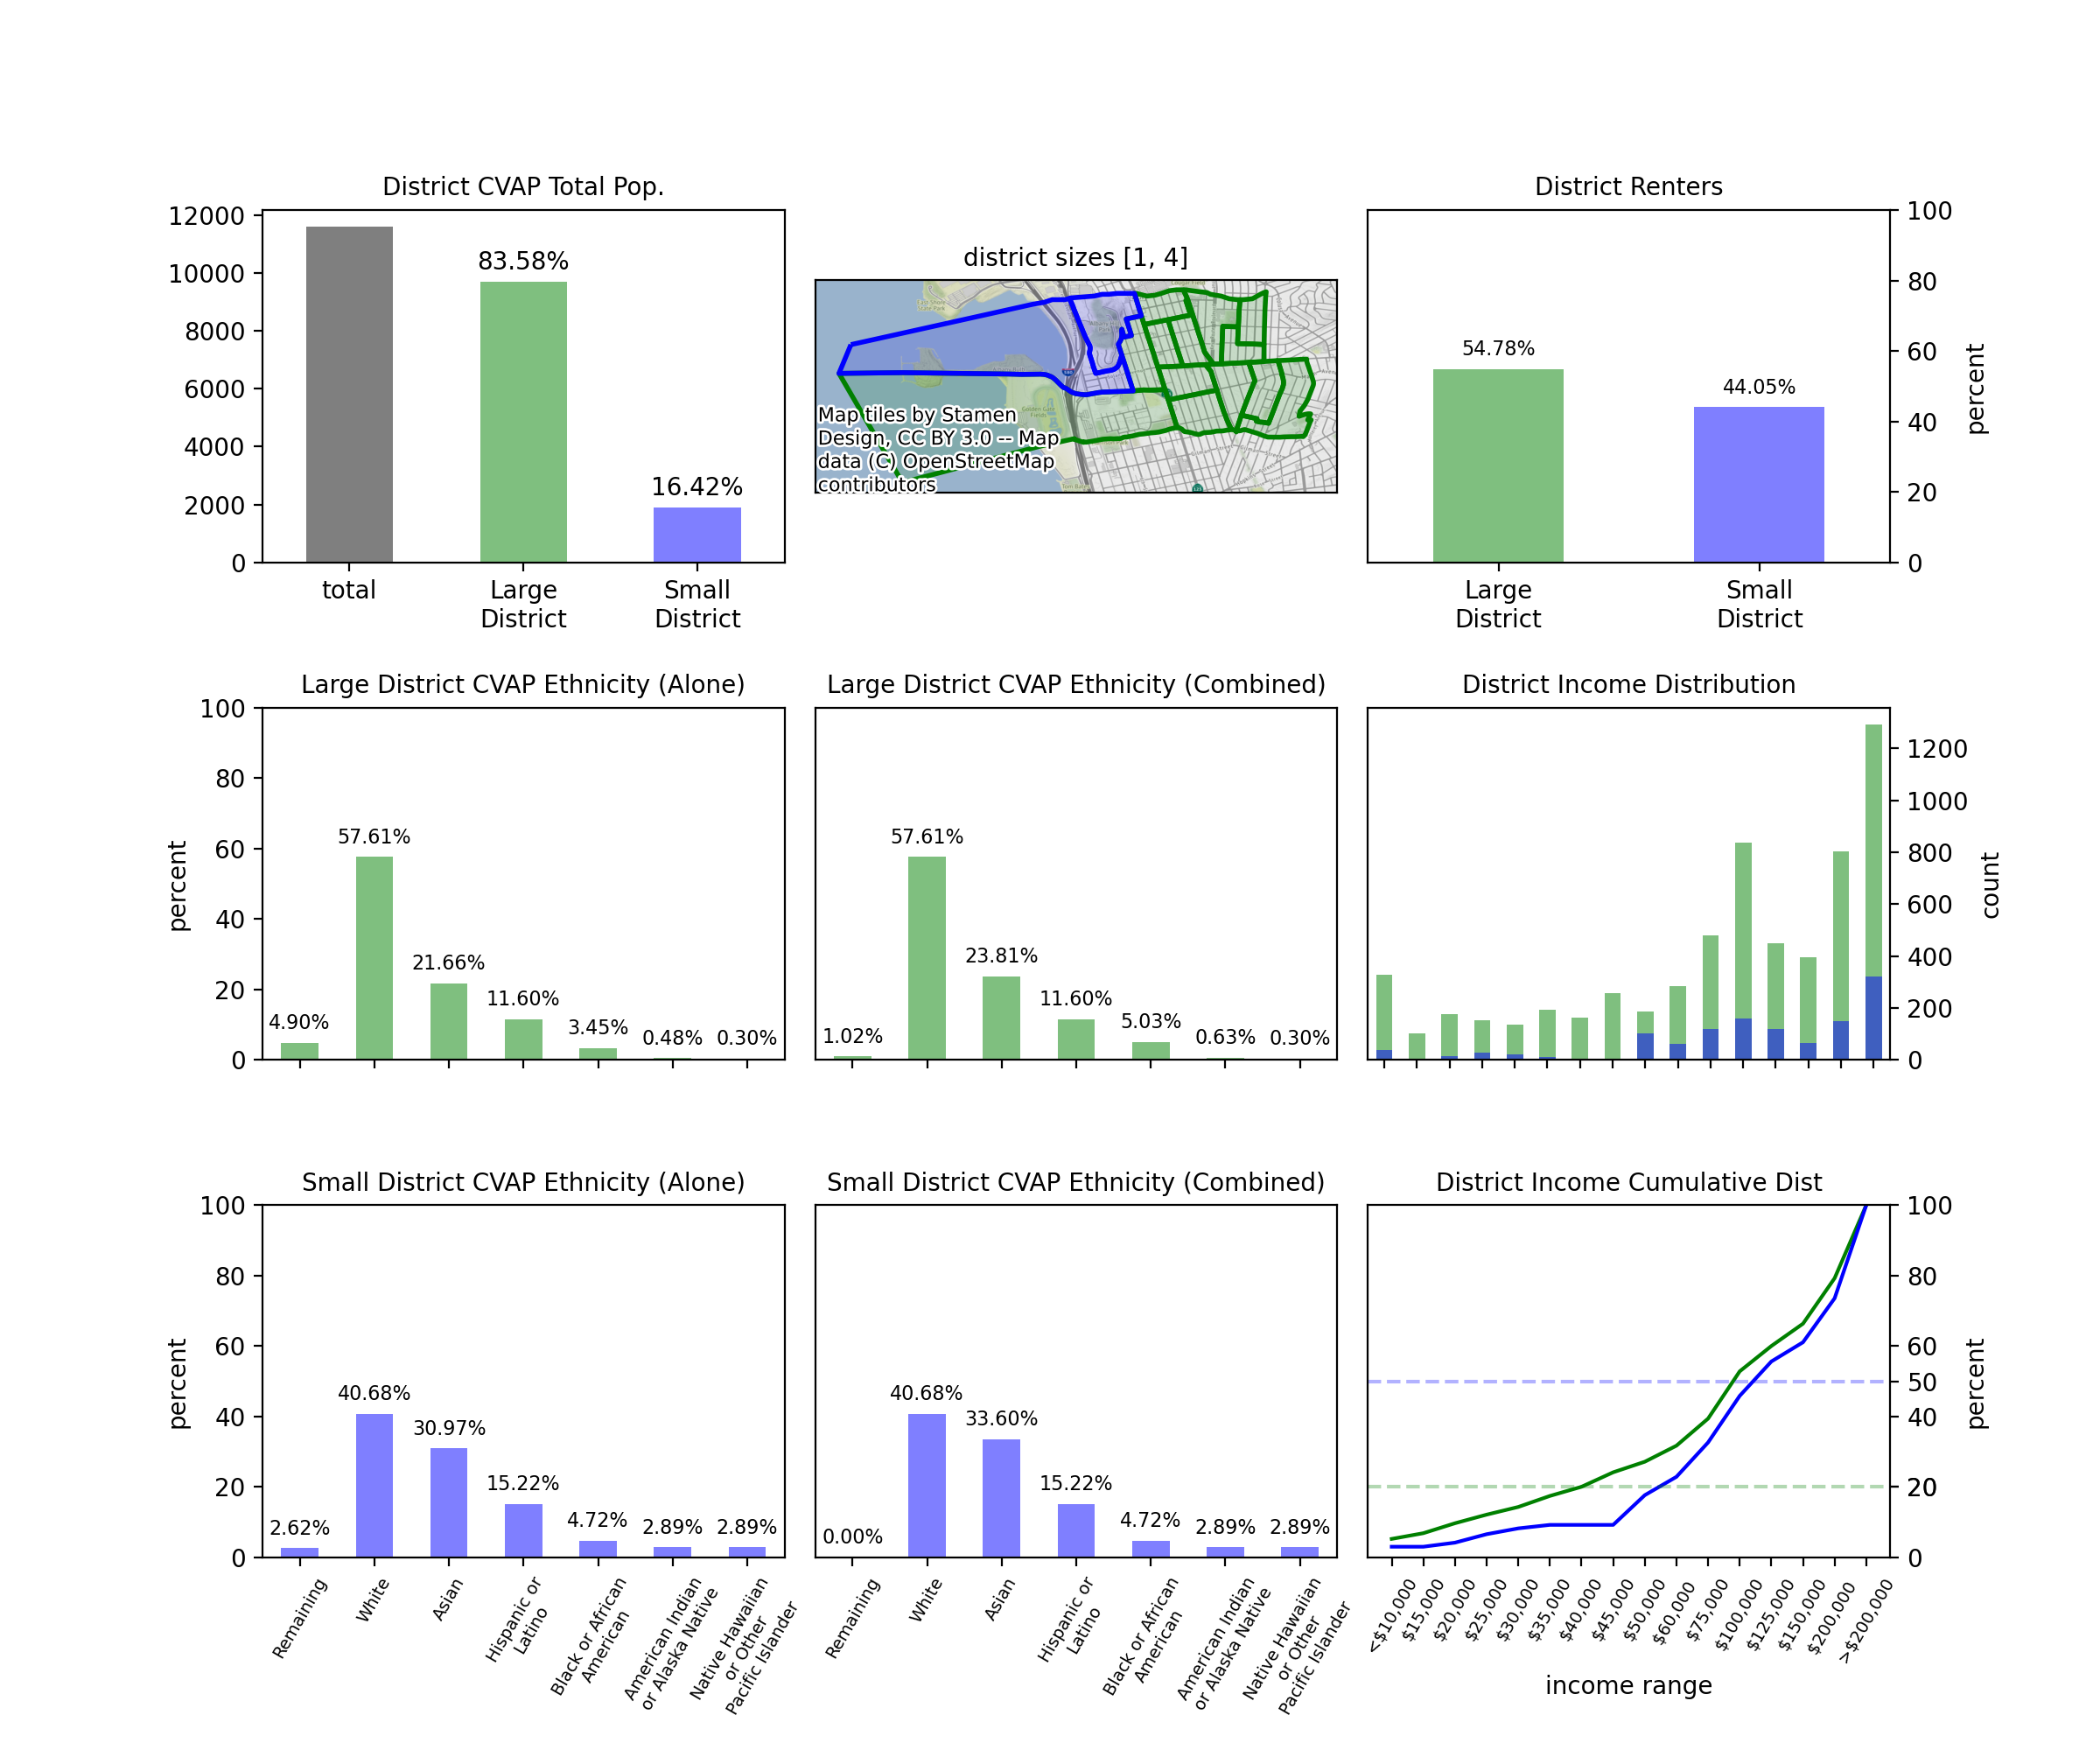 District CVAP Total Pop.
12000
10000
8000
6000
4000
2000
0
83.58%
16.42%
total
Large
District
Small
District
district sizes [1, 4]
Map tiles by Stamen
Design, CC BY 3.0 -- Map
data (C) OpenStreetMap
contributors
District Renters
54.78%
44.05%
100
80
60
40
20
0
percent
Large
District
Small
District
Large District CVAP Ethnicity (Alone)
percent
100
80
60
40
20
0
4.90%
57.61%
21.66%
11.60%
3.45%
0.48%
0.30%
Large District CVAP Ethnicity (Combined)
1.02%
57.61%
23.81%
11.60%
5.03%
0.63%
0.30%
District Income Distribution
1200
1000
800
600
400
200
0
count
Small District CVAP Ethnicity (Alone)
percent
100
80
60
40
20
0
2.62%
40.68%
30.97%
15.22%
4.72%
2.89%
2.89%
Remaining
White
Asian
Hispanic or
Latino
Black or African
American
American Indian
or Alaska Native
Native Hawaiian
or Other
Pacific Islander
Small District CVAP Ethnicity (Combined)
0.00%
40.68%
33.60%
15.22%
4.72%
2.89%
2.89%
Remaining
White
Asian
Hispanic or
Latino
Black or African
American
American Indian
or Alaska Native
Native Hawaiian
or Other
Pacific Islander
District Income Cumulative Dist
100
80
60
50
40
20
0
percent
<$10,000
$15,000
$20,000
$25,000
$30,000
$35,000
$40,000
$45,000
$50,000
$60,000
$75,000
$100,000
$125,000
$150,000
$200,000
>$200,000
income range